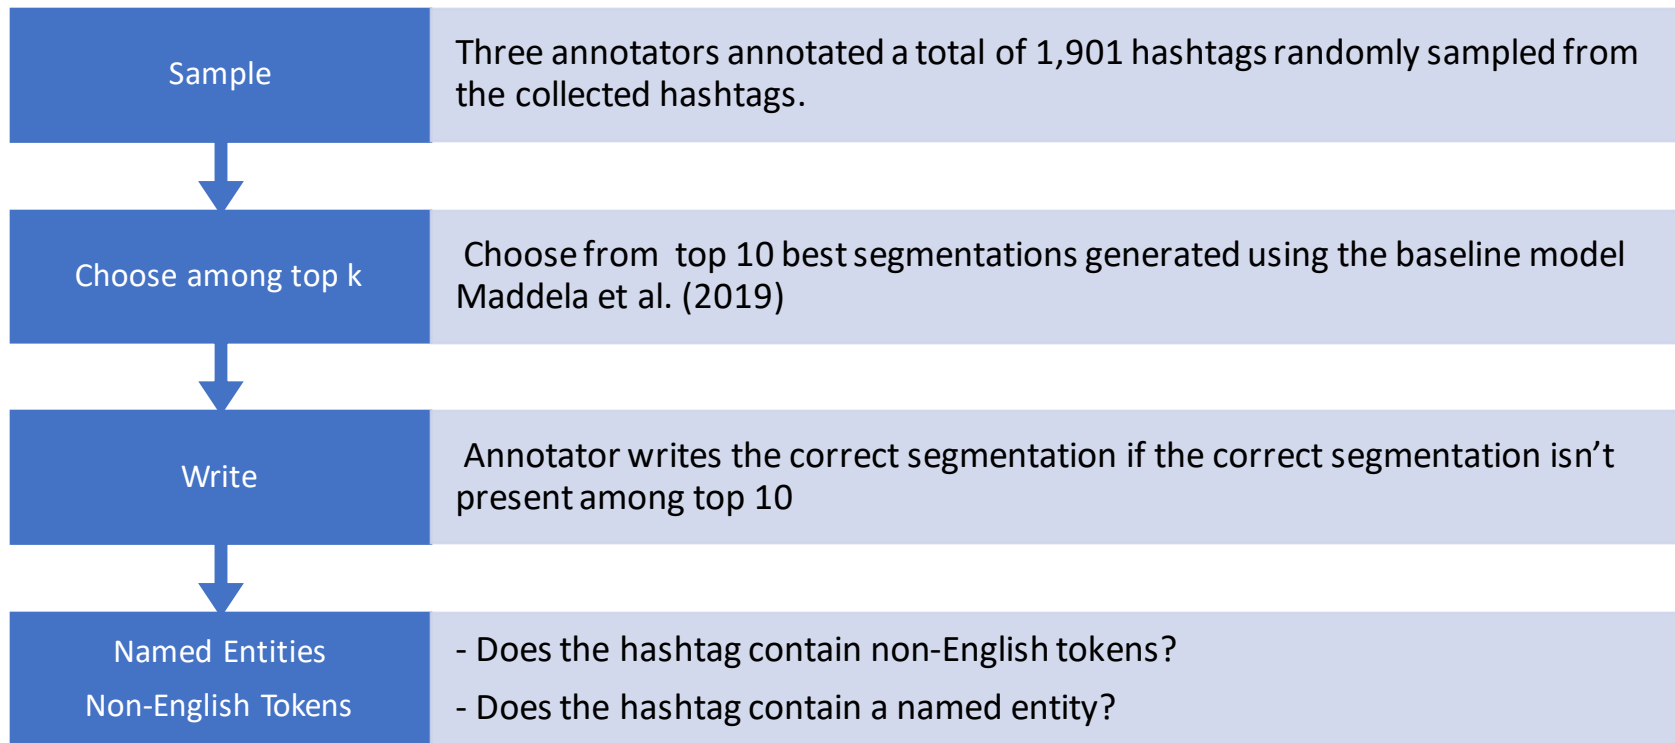 Sample
Three annotators annotated a total of 1,901 hashtags randomly sampled from
the collected hashtags.
Choose among top k
Choose from top 10 best segmentations generated using the baseline model
Maddela et al. (2019)
Write
Annotator writes the correct segmentation if the correct segmentation isn’t
present among top 10
Named Entities
Non-English Tokens
- Does the hashtag contain non-English tokens?
- Does the hashtag contain a named entity?